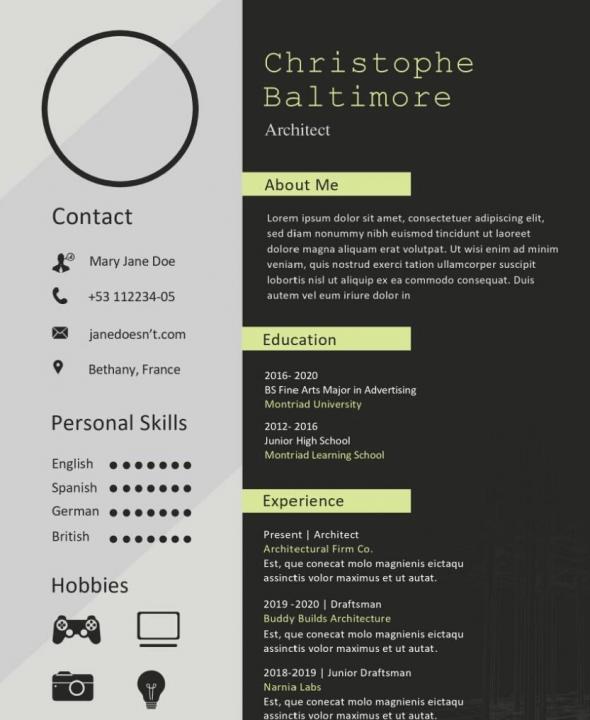 Contact
Mary Jane Doe
+53 112234-05
janedoesn't.com
Bethany, France
Personal Skills
English
Spanish
German
British
Hobbies
Christophe
Baltimore
Architect
About Me
Lorem ipsum dolor sit amet, consectetuer adipiscing elit,
sed diam nonummy nibh euismod tincidunt ut laoreet
dolore magna aliquam erat volutpat. Ut wisi enim ad minim
veniam, quis nostrud exerci tation ullamcorper suscipit
lobortis nisl ut aliquip ex ea commodo consequat. Duis
autem vel eum iriure dolor in
Education
2016- 2020
BS Fine Arts Major in Advertising
Montriad University
2012- 2016
Junior High School
Montriad Learning School
Experience
Present | Architect
Architectural Firm Co.
Est, que conecat molo magnienis eictaqu
assinctis volor maximus et ut autat.
2019 -2020 | Draftsman
Buddy Builds Architecture
Est, que conecat molo magnienis eictaqu
assinctis volor maximus et ut autat.
2018-2019 | Junior Draftsman
Narnia Labs
Est, que conecat molo magnienis eictaqu
assinctis volor maximus et ut autat.